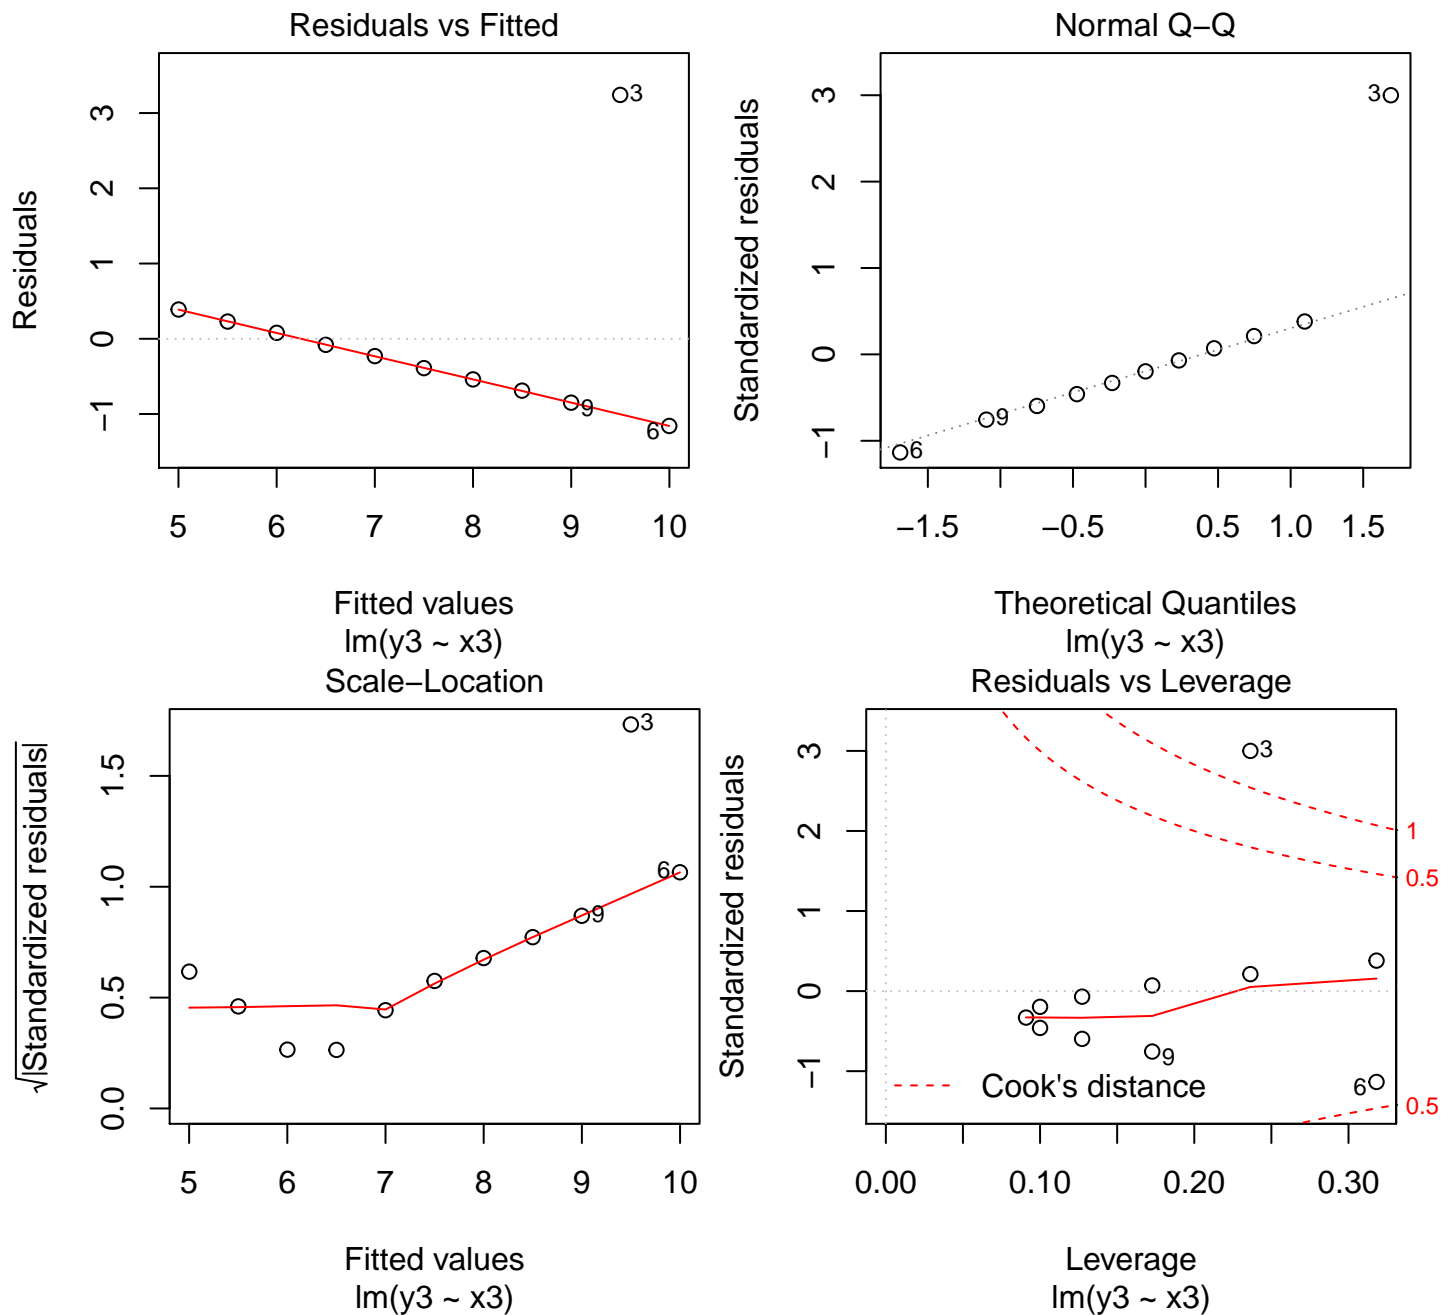 Residuals vs Fitted
Residuals
3
2
1
0
−1
3
9
6
5 6 7 8 9 10
Fitted values
lm(y3 ~ x3)
Normal Q−Q
Standardized residuals
3
2
1
0
−1
3
9
6
−1.5 −0.5 0.5 1.0 1.5
Theoretical Quantiles
lm(y3 ~ x3)
Scale−Location
√|Standardized residuals|
1.5
1.0
0.5
0.0
3
6
9
5 6 7 8 9 10
Fitted values
lm(y3 ~ x3)
Residuals vs Leverage
Standardized residuals
3
2
1
0
−1
3
9
6
1
0.5
0.5
Cook's distance
0.00 0.10 0.20 0.30
Leverage
lm(y3 ~ x3)